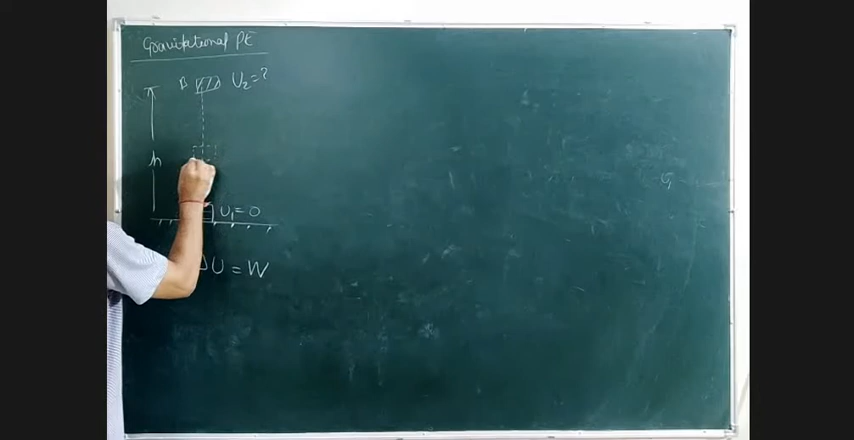 Gravitational PE
B U₂=?
h
U₁=0
ΔU=W